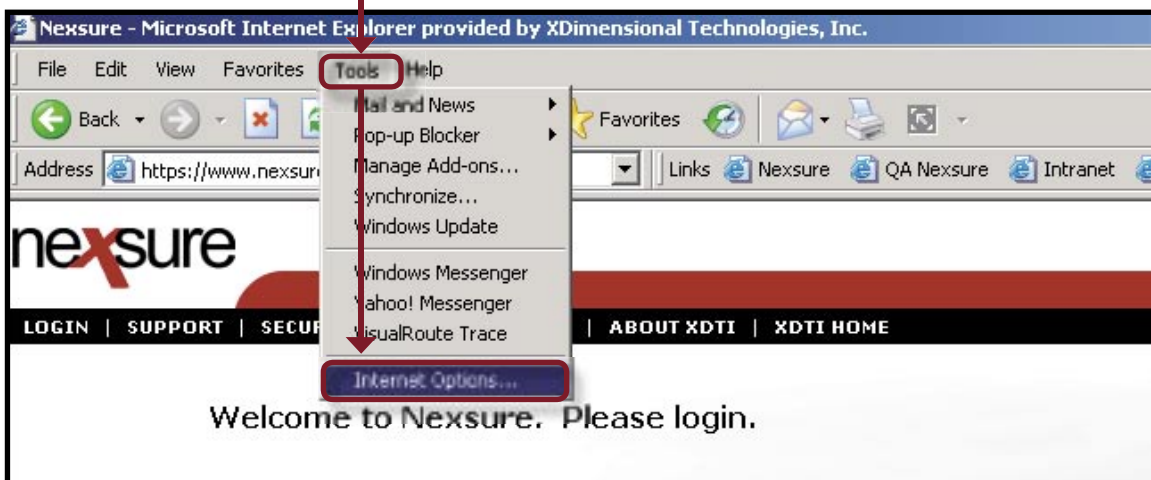 Nexsure - Microsoft Internet Explorer provided by XDimensional Technologies, Inc.
File Edit View Favorites Tools Help
Back Favorites
Address https://www.nexsur Links Nexsure QA Nexsure Intranet
Mail and News
Pop-up Blocker
Manage Add-ons...
Synchronize...
Windows Update
Windows Messenger
Yahoo! Messenger
VisualRoute Trace
Internet Options...
nexsure
LOGIN | SUPPORT | SECUR | ABOUT XDTI | XDTI HOME
Welcome to Nexsure. Please login.